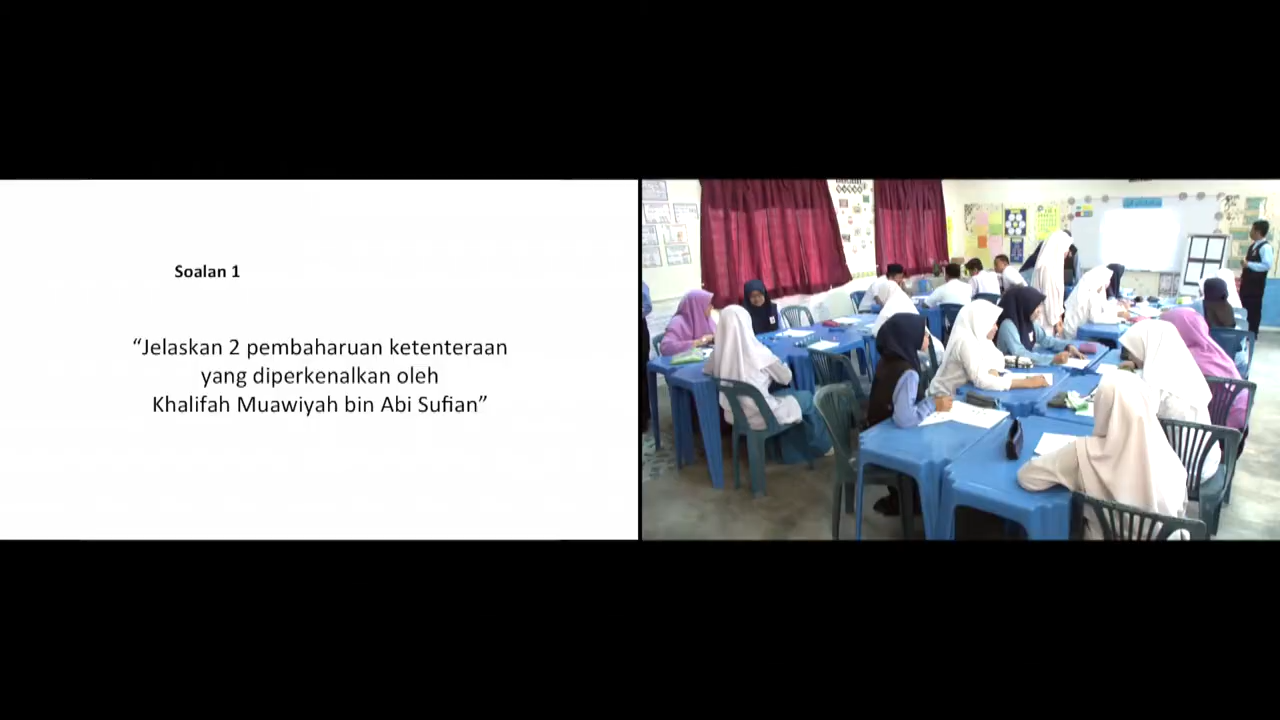 Soalan 1
“Jelaskan 2 pembaharuan ketenteraan
yang diperkenalkan oleh
Khalifah Muawiyah bin Abi Sufian”